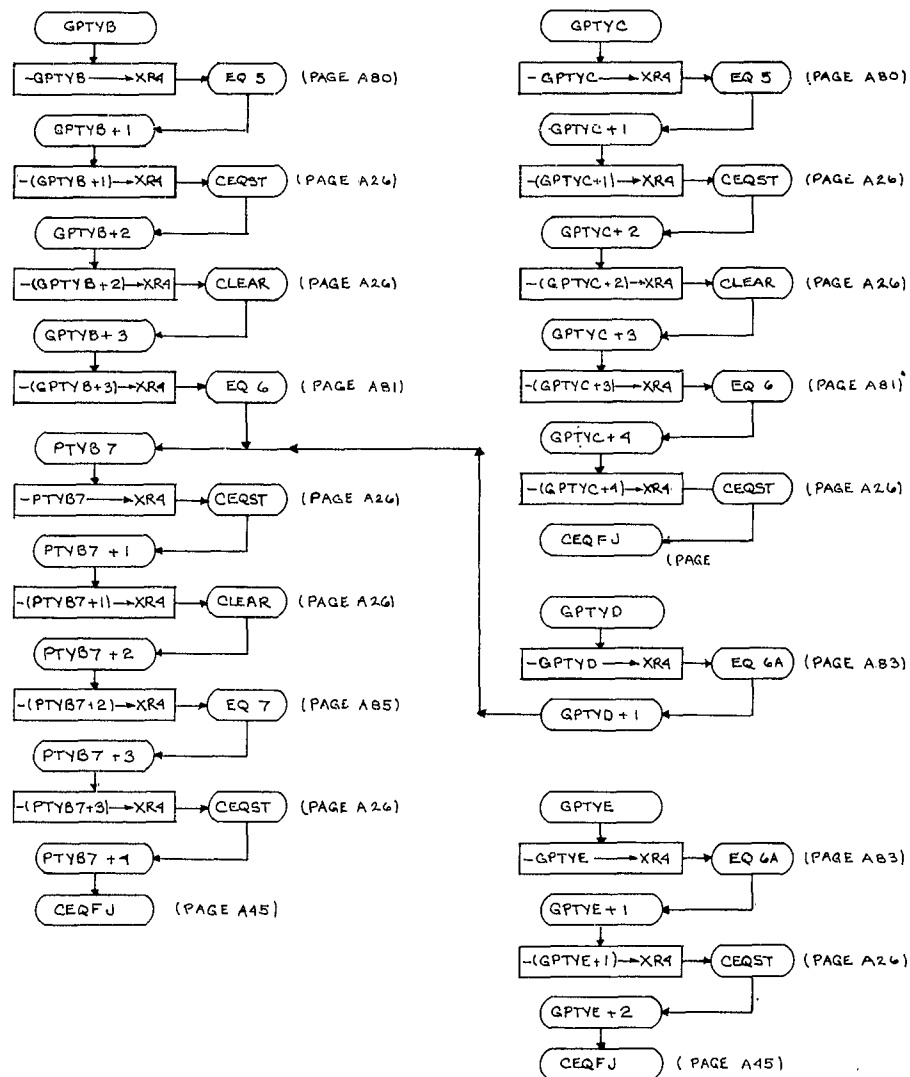 GPTYB
-GPTYB → XR4 EQ 5 (PAGE A80)
GPTYB + 1
-(GPTYB+1) → XR4 CEQST (PAGE A26)
GPTYB+2
-(GPTYB+2) → XR4 CLEAR (PAGE A26)
GPTYB+3
-(GPTYB+3) → XR4 EQ 6 (PAGE A81)
PTYB7
-PTYB7 → XR4 CEQST (PAGE A26)
PTYB7 + 1
-(PTYB7+1) → XR4 CLEAR (PAGE A26)
PTYB7 + 2
-(PTYB7+2) → XR4 EQ 7 (PAGE A85)
PTYB7 + 3
-(PTYB7+3) → XR4 CEQST (PAGE A26)
PTYB7 + 4
CEQFJ (PAGE A45)
GPTYC
-GPTYC → XR4 EQ 5 (PAGE A80)
GPTYC + 1
-(GPTYC+1) → XR4 CEQST (PAGE A26)
GPTYC + 2
-(GPTYC+2) → XR4 CLEAR (PAGE A26)
GPTYC + 3
-(GPTYC+3) → XR4 EQ 6 (PAGE A81)
GPTYC + 4
-(GPTYC+4) → XR4 CEQST (PAGE A26)
CEQFJ (PAGE
GPTYD
-GPTYD → XR4 EQ 6A (PAGE A83)
GPTYD + 1
GPTYE
-GPTYE → XR4 EQ 6A (PAGE A83)
GPTYE + 1
-(GPTYE+1) → XR4 CEQST (PAGE A26)
GPTYE + 2
CEQFJ (PAGE A45)